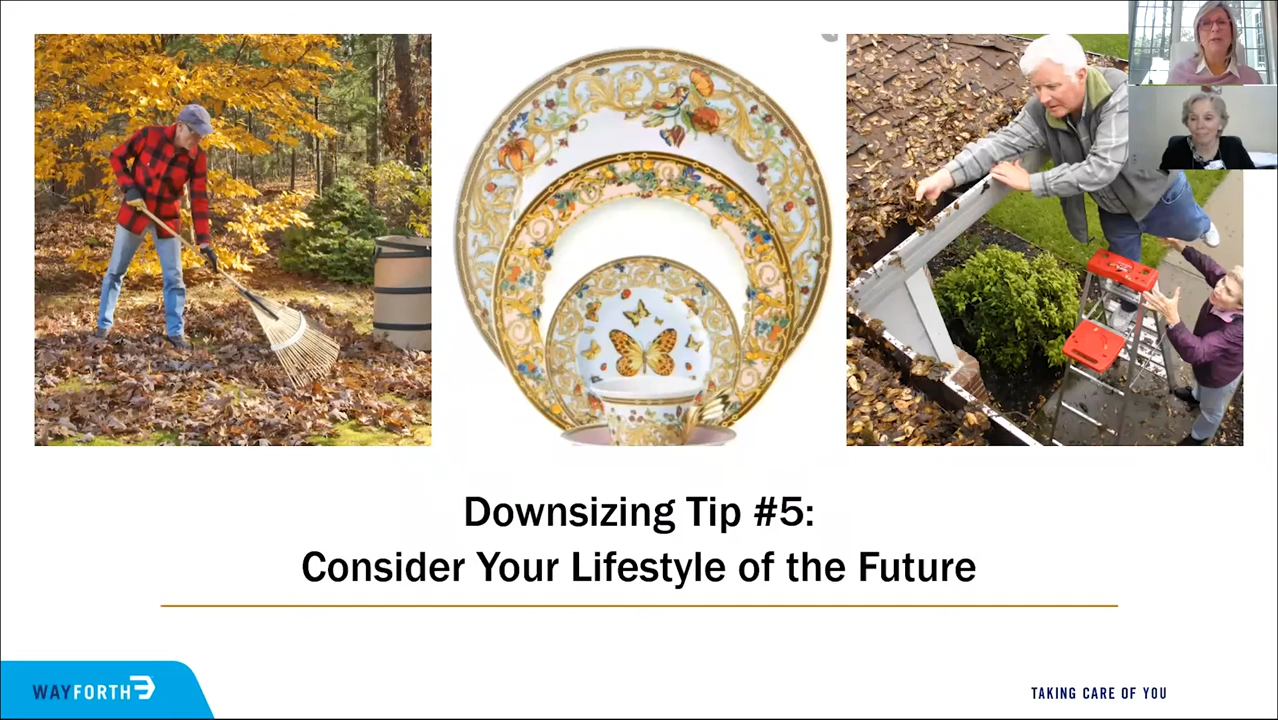 Downsizing Tip #5:
Consider Your Lifestyle of the Future
WAYFORTH
TAKING CARE OF YOU